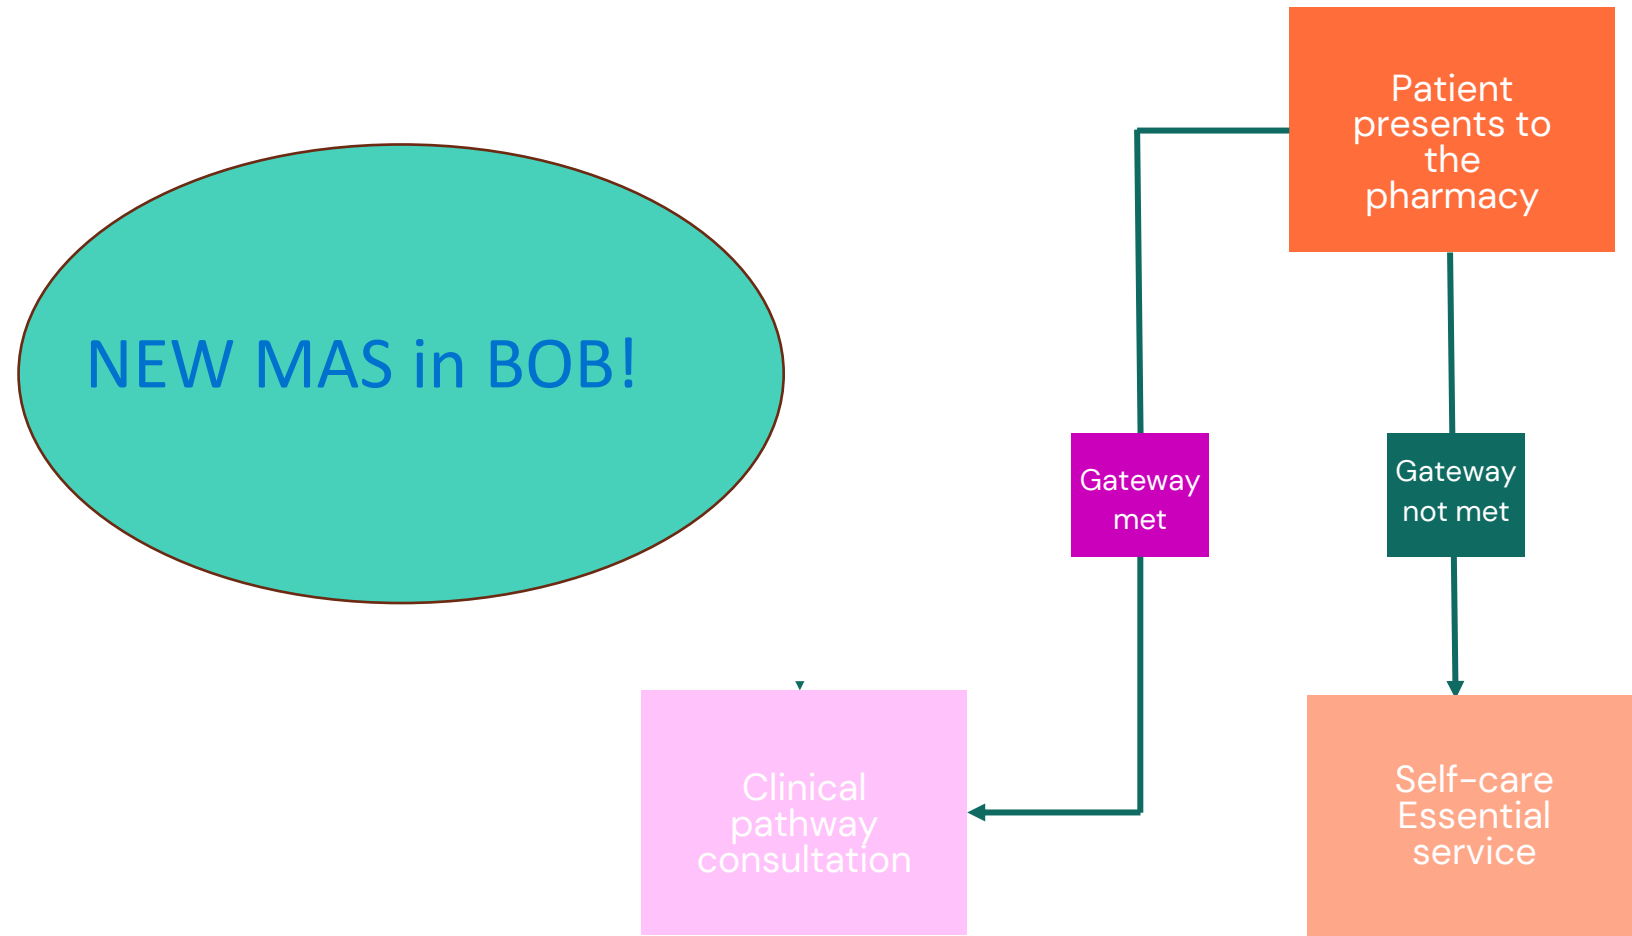 NEW MAS in BOB!
Patient
presents to
the
pharmacy
Gateway
met
Gateway
not met
Clinical
pathway
consultation
Self-care
Essential
service